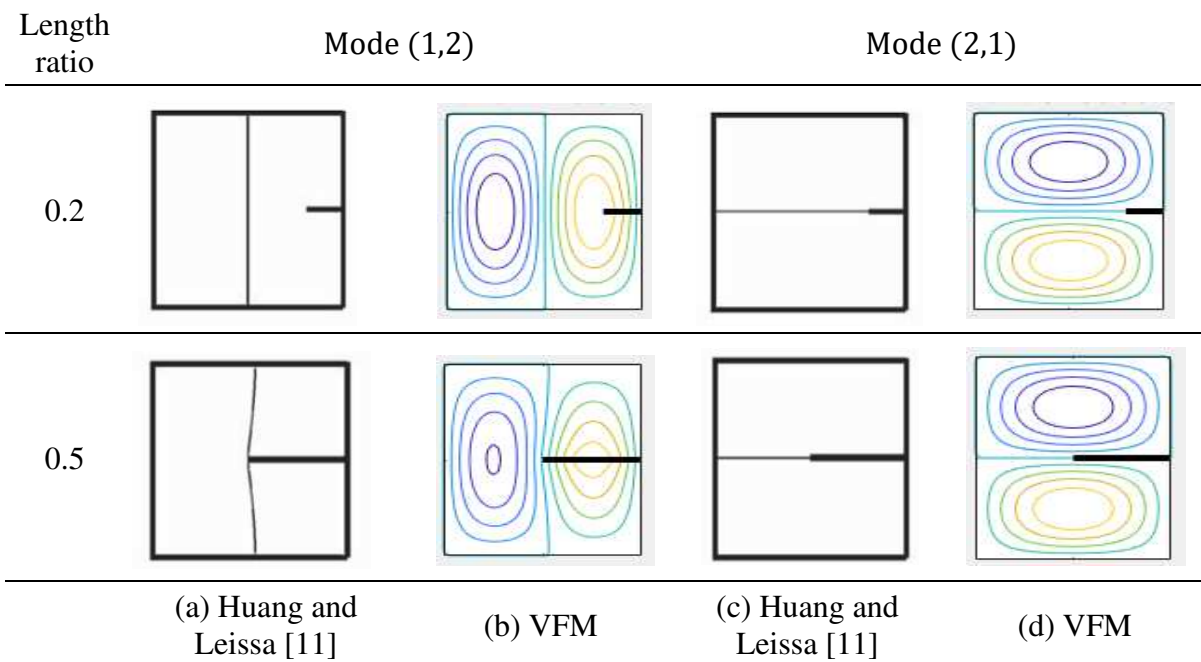 Length
ratio
Mode (1,2)
Mode (2,1)
0.2
0.5
(a) Huang and
Leissa [11]
(b) VFM
(c) Huang and
Leissa [11]
(d) VFM